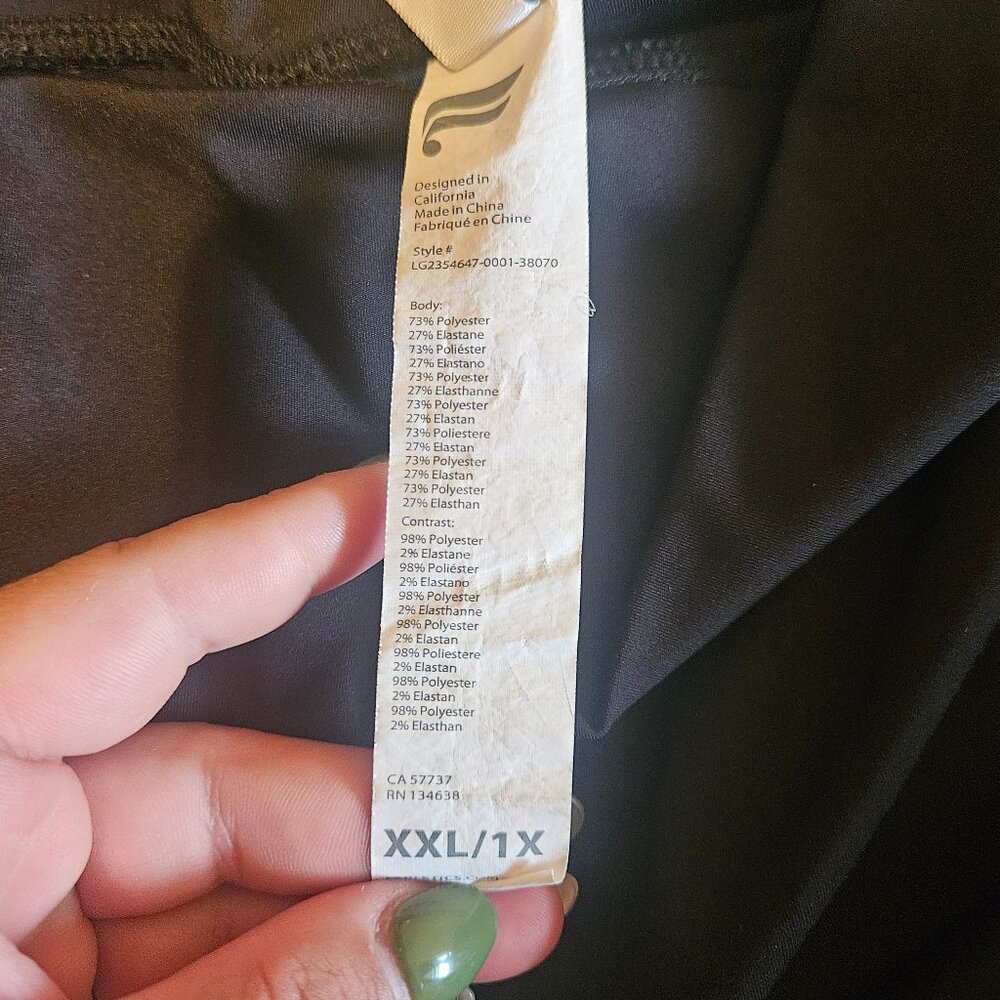 Designed in
California
Made in China
Fabriqué en Chine
Style #
LG2354647-0001-38070
Body:
73% Polyester
27% Elastane
73% Poliéster
27% Elastano
73% Polyester
27% Elasthanne
73% Polyester
27% Elastan
73% Poliestere
27% Elastan
73% Polyester
27% Elastan
73% Polyester
27% Elasthan
Contrast:
98% Polyester
2% Elastane
98% Poliéster
2% Elastano
98% Polyester
2% Elasthanne
98% Polyester
2% Elastan
98% Poliestere
2% Elastan
98% Polyester
2% Elastan
98% Polyester
2% Elasthan
CA 57737
RN 134638
XXL/1X